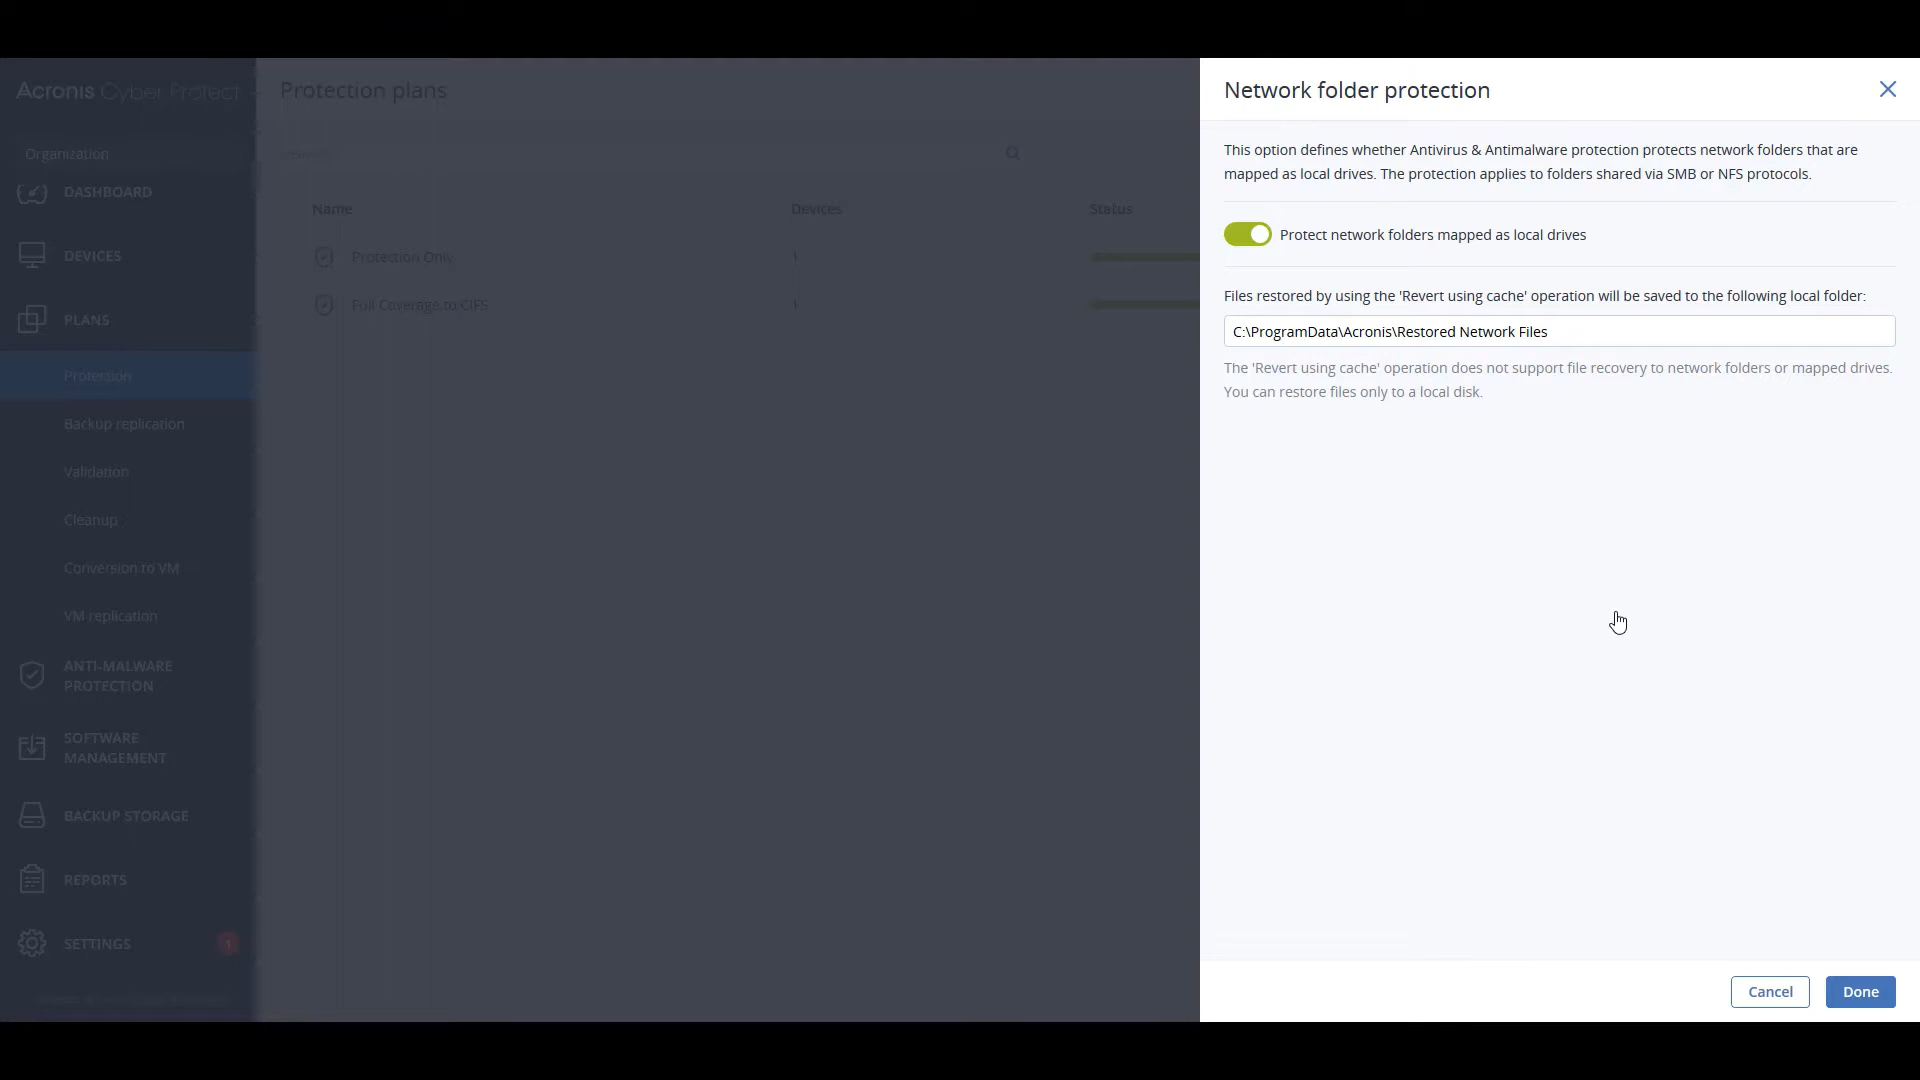 Acronis Cyber Protect
Organization
DASHBOARD
DEVICES
PLANS
Protection
Backup replication
Validation
Cleanup
Conversion to VM
VM replication
ANTI-MALWARE
PROTECTION
SOFTWARE
MANAGEMENT
BACKUP STORAGE
REPORTS
SETTINGS
1
Protection plans
Name
Devices
Status
Protection Only
1
Full Coverage to CIFS
1
Network folder protection
This option defines whether Antivirus & Antimalware protection protects network folders that are
mapped as local drives. The protection applies to folders shared via SMB or NFS protocols.
Protect network folders mapped as local drives
Files restored by using the 'Revert using cache' operation will be saved to the following local folder:
C:\ProgramData\Acronis\Restored Network Files
The 'Revert using cache' operation does not support file recovery to network folders or mapped drives.
You can restore files only to a local disk.
Cancel
Done